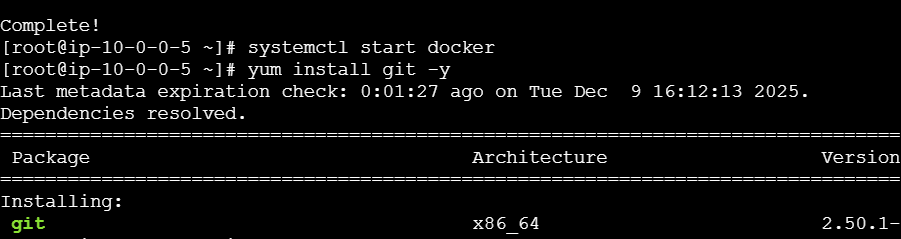 Complete!
[root@ip-10-0-0-5 ~]# systemctl start docker
[root@ip-10-0-0-5 ~]# yum install git -y
Last metadata expiration check: 0:01:27 ago on Tue Dec  9 16:12:13 2025.
Dependencies resolved.
================================================================================
 Package                                  Architecture                   Version
================================================================================
Installing:
 git                                      x86_64                         2.50.1-